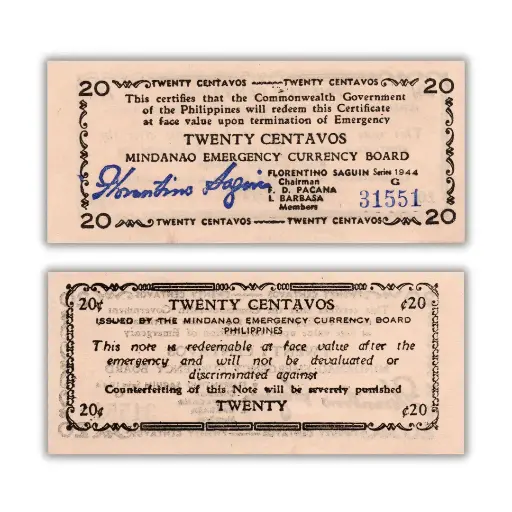 20 TWENTY CENTAVOS TWENTY CENTAVOS 20
This certifies that the Commonwealth Government
of the Philippines will redeem this Certificate
at face value upon termination of Emergency
TWENTY CENTAVOS
MINDANAO EMERGENCY CURRENCY BOARD
Florentino Saguin
FLORENTINO SAGUIN Series 1944
Chairman G
F. D. PACANA
I. BARBASA 31551
Members
20 TWENTY CENTAVOS TWENTY CENTAVOS 20
20¢ TWENTY CENTAVOS ¢20
ISSUED BY THE MINDANAO EMERGENCY CURRENCY BOARD
PHILIPPINES
This note is redeemable at face value after the
emergency and will not be devaluated or
discriminated against
Counterfeiting of this Note will be severely punished
20¢ TWENTY ¢20